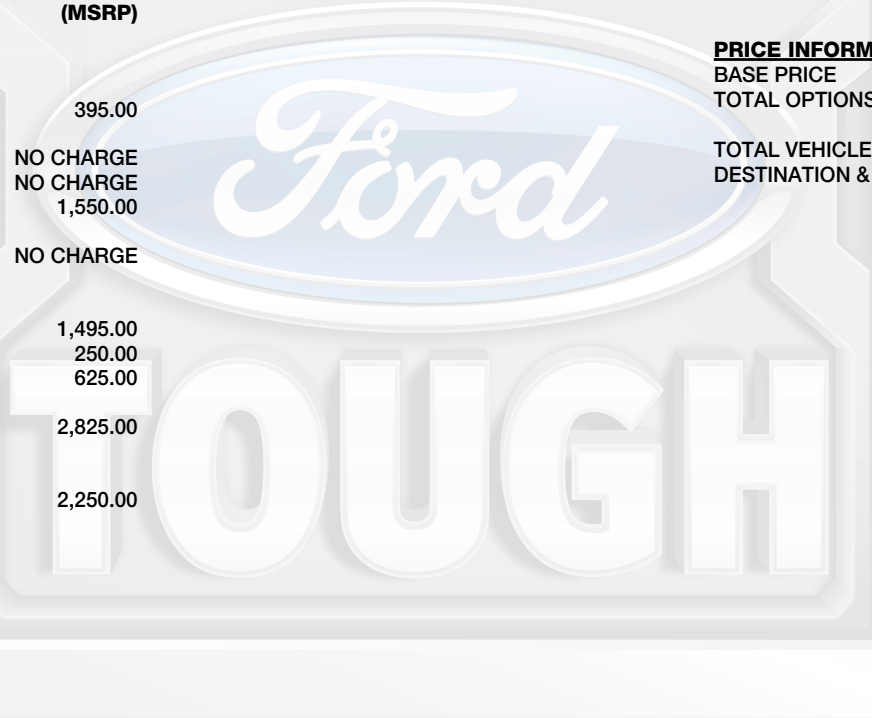 (MSRP)
395.00
NO CHARGE
NO CHARGE
1,550.00
NO CHARGE
1,495.00
250.00
625.00
2,825.00
2,250.00
PRICE INFORM
BASE PRICE
TOTAL OPTIONS
TOTAL VEHICLE
DESTINATION &
Ford
TOUGH